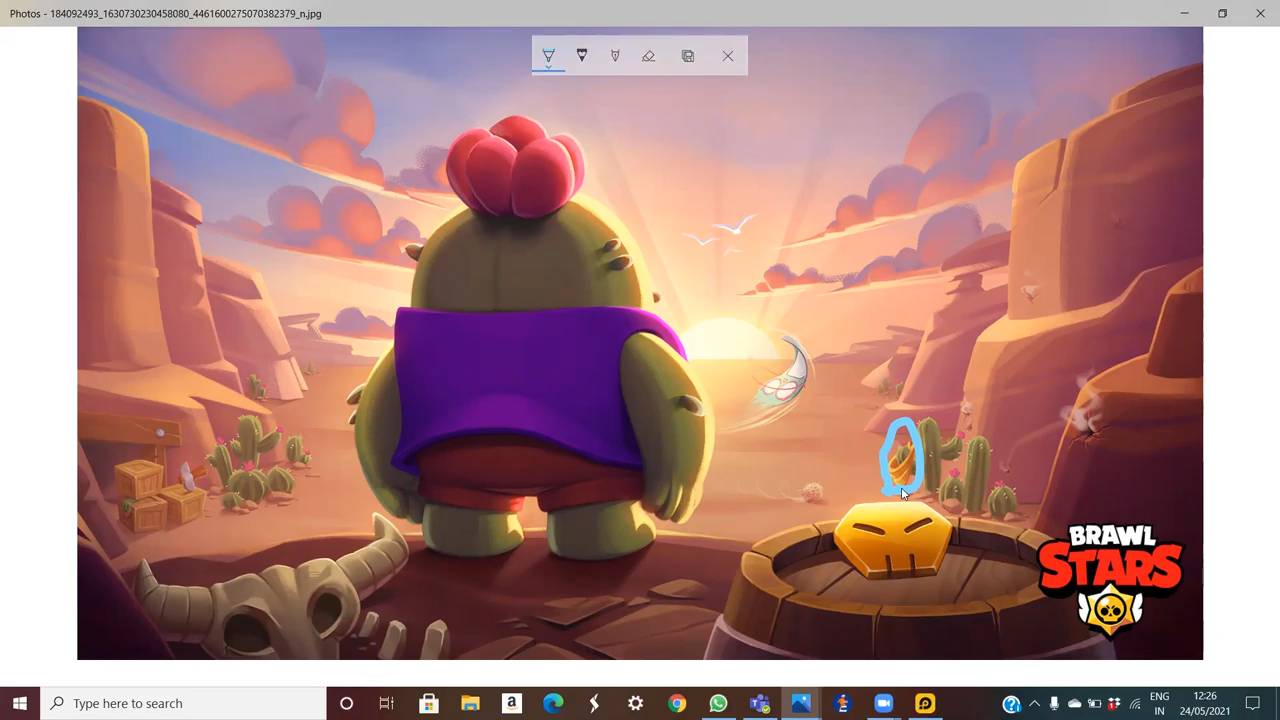 Photos - 184092493_1630730230458080_4461600275070382379_n.jpg
BRAWL
STARS
Type here to search
ENG
IN
12:26
24/05/2021